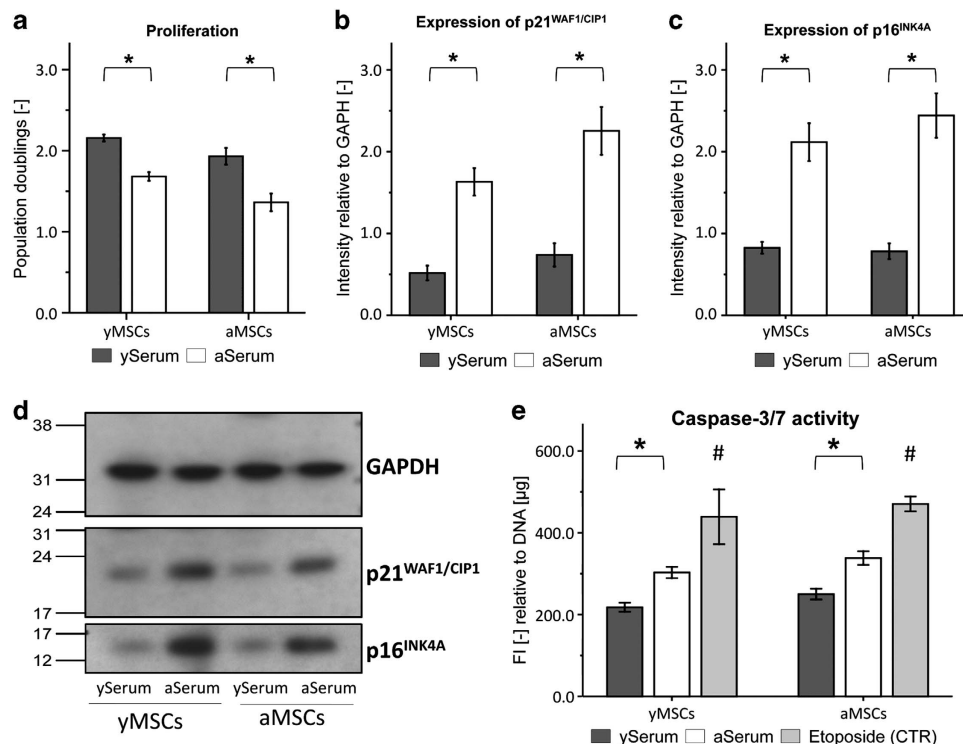 a
Proliferation
Population doublings [-]
3.0
2.0
1.0
0.0
*
*
yMSCs
aMSCs
ySerum
aSerum
b
Expression of p21WAF1/CIP1
Intensity relative to GAPH [-]
3.0
2.0
1.0
0.0
*
*
yMSCs
aMSCs
ySerum
aSerum
c
Expression of p16INK4A
Intensity relative to GAPH [-]
3.0
2.0
1.0
0.0
*
*
yMSCs
aMSCs
ySerum
aSerum
d
38
31
24
GAPDH
31
24
17
p21WAF1/CIP1
17
12
p16INK4A
ySerum aSerum ySerum aSerum
yMSCs aMSCs
e
Caspase-3/7 activity
FI [-] relative to DNA [µg]
600.0
400.0
200.0
0.0
*
#
*
#
yMSCs
aMSCs
ySerum
aSerum
Etoposide (CTR)